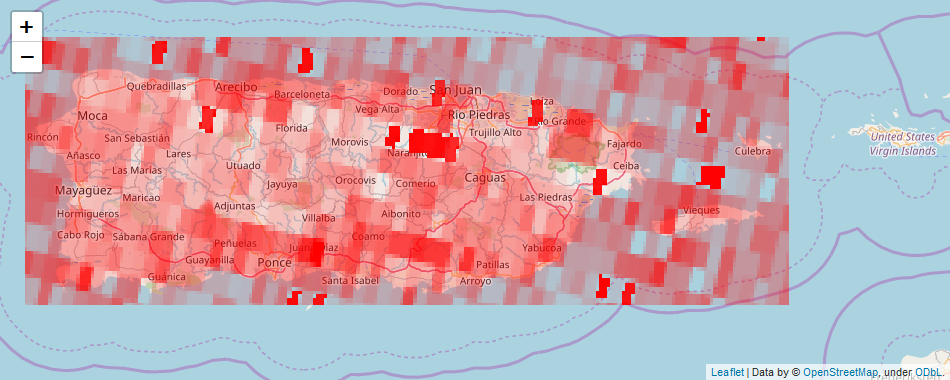 +
−
Quebradillas
Arecibo
Barceloneta
Dorado
San Juan
Loíza
Moca
Vega Alta
Río Piedras
Río Grande
Rincón
San Sebastián
Florida
Morovis
Trujillo Alto
Fajardo
United States
Virgin Islands
Añasco
Lares
Naranjito
Culebra
Las Marías
Utuado
Ceiba
Mayagüez
Maricao
Jayuya
Orocovis
Comerio
Caguas
Las Piedras
Hormigueros
Adjuntas
Villalba
Aibonito
Vieques
Cabo Rojo
Sábana Grande
Peñuelas
Juana Díaz
Coamo
Yabucoa
Guayanilla
Ponce
Patillas
Guánica
Santa Isabel
Arroyo
Leaflet | Data by © OpenStreetMap, under ODbL.